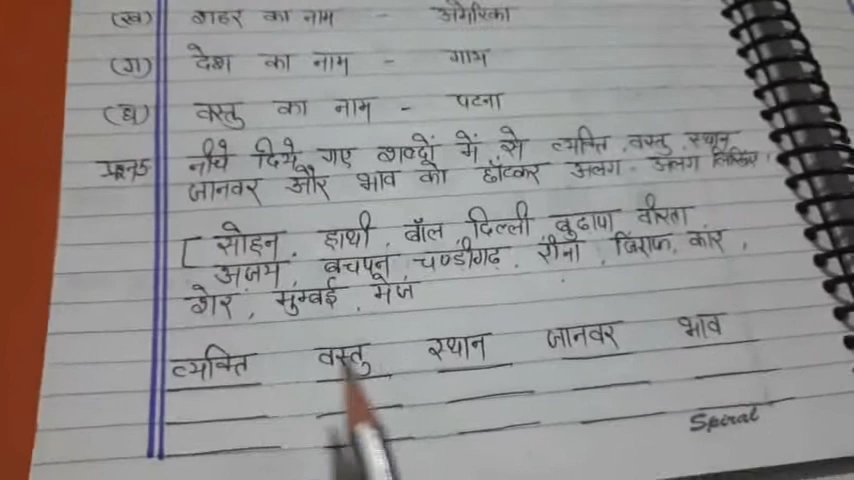 (ख) शहर का नाम - अमेरिका
(ग) देश का नाम - गाय
(घ) वस्तु का नाम - पटना
प्रश्न5 नीचे दिये गए शब्दों में से व्यक्ति, वस्तु, स्थान
जानवर और भाव को छाँटकर अलग - अलग लिखिए।
[ सोहन, हाथी, बॉल, दिल्ली, बुढापा वीरता
अजय, बचपन, चण्डीगढ़, रीना, जिराफ, कार,
शेर, मुम्बई, मेज
व्यक्ति वस्तु स्थान जानवर भाव
Spiral